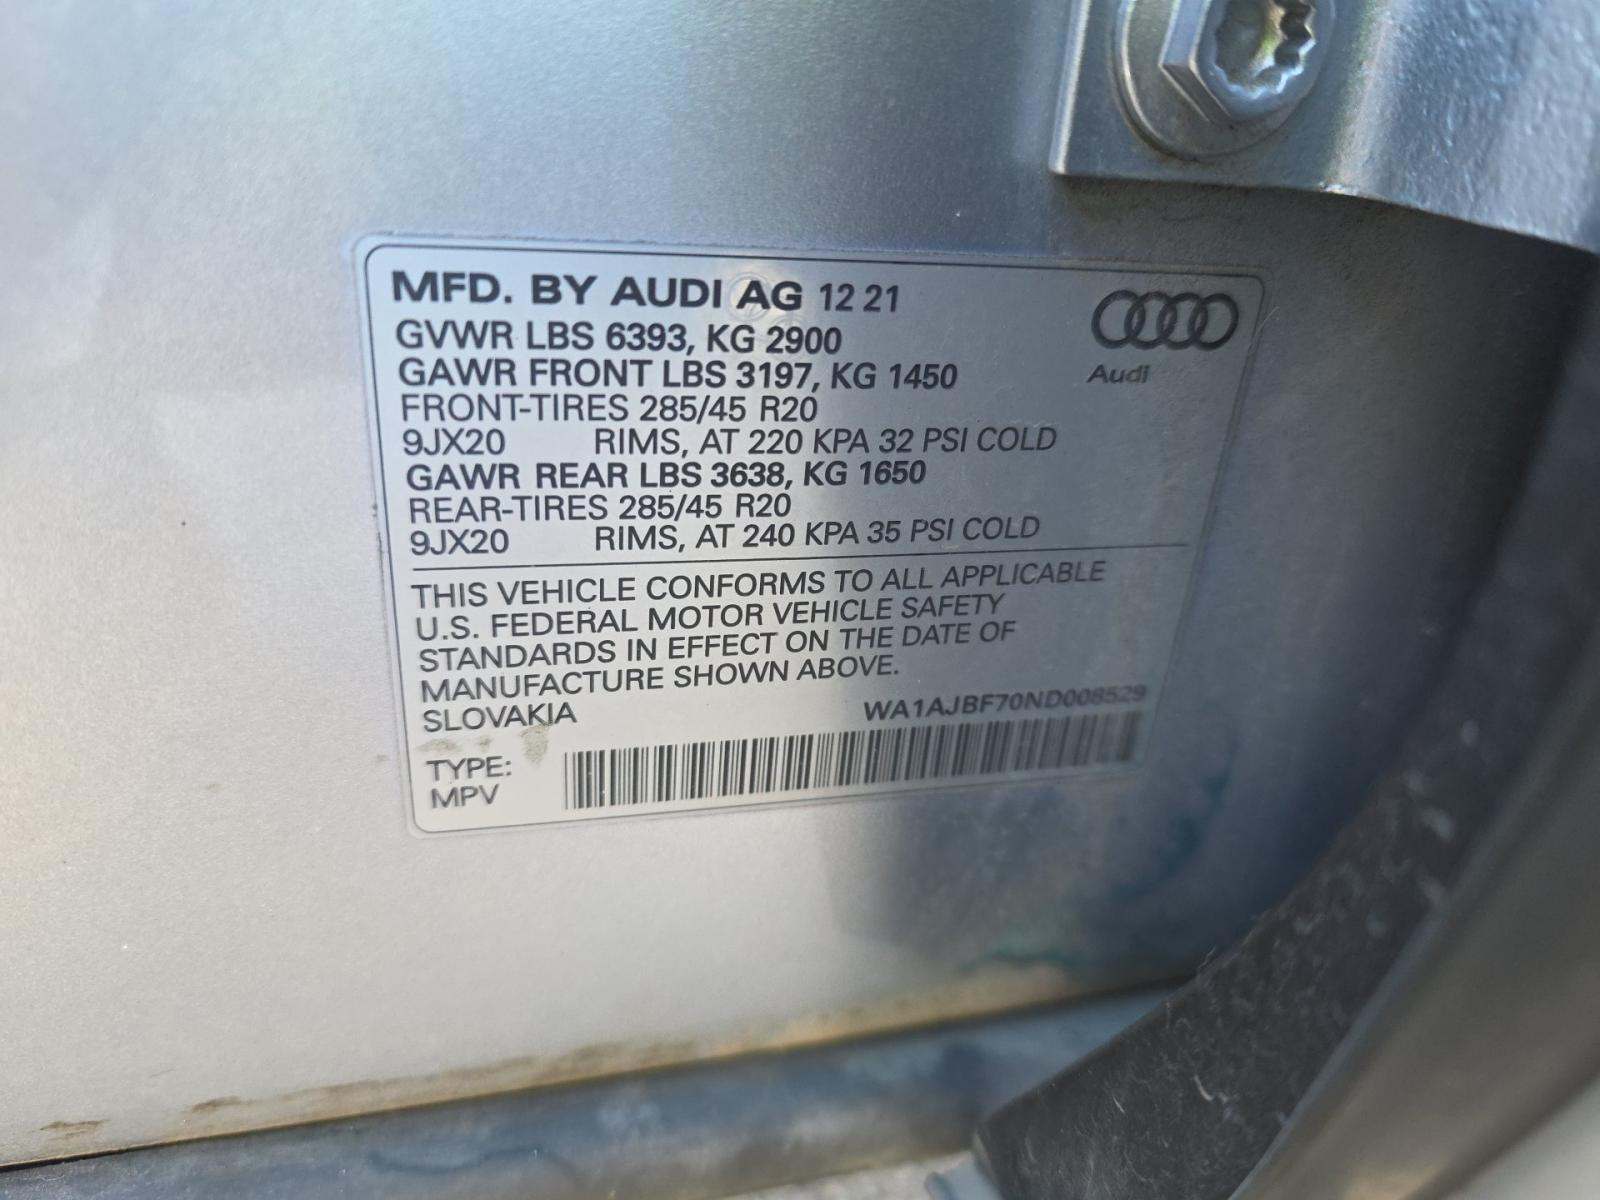 MFD. BY AUDI AG 12 21
GVWR LBS 6393, KG 2900
GAWR FRONT LBS 3197, KG 1450
FRONT-TIRES 285/45 R20
9JX20 RIMS, AT 220 KPA 32 PSI COLD
GAWR REAR LBS 3638, KG 1650
REAR-TIRES 285/45 R20
9JX20 RIMS, AT 240 KPA 35 PSI COLD
Audi
THIS VEHICLE CONFORMS TO ALL APPLICABLE
U.S. FEDERAL MOTOR VEHICLE SAFETY
STANDARDS IN EFFECT ON THE DATE OF
MANUFACTURE SHOWN ABOVE.
SLOVAKIA WA1AJBF70ND008529
TYPE:
MPV